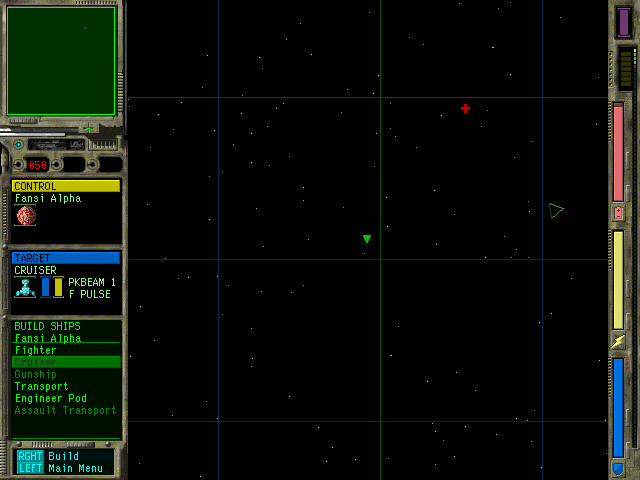 050
CONTROL
Fansi Alpha
TARGET
CRUISER
PKBEAM 1
F PULSE
BUILD SHIPS
Fansi Alpha
Fighter
Cruiser
Gunship
Transport
Engineer Pod
Assault Transport
RGHT Build
LEFT Main Menu